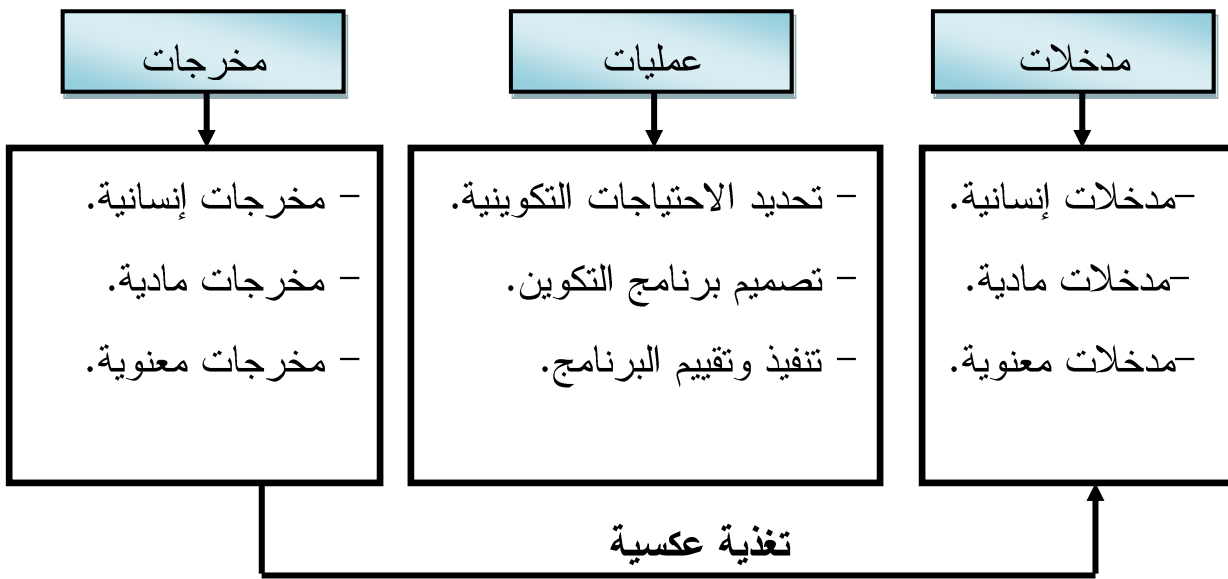 مدخلات
-مدخلات إنسانية.
-مدخلات مادية.
-مدخلات معنوية.
عمليات
- تحديد الاحتياجات التكوينية.
- تصميم برنامج التكوين.
- تنفيذ وتقييم البرنامج.
مخرجات
- مخرجات إنسانية.
- مخرجات مادية.
- مخرجات معنوية.
تغذية عكسية